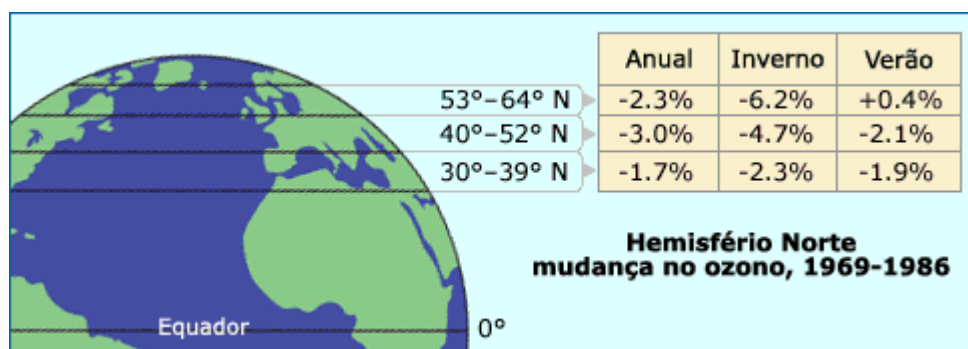 Anual Inverno Verão
53°–64° N -2.3% -6.2% +0.4%
40°–52° N -3.0% -4.7% -2.1%
30°–39° N -1.7% -2.3% -1.9%
Hemisfério Norte
mudança no ozono, 1969-1986
Equador 0°